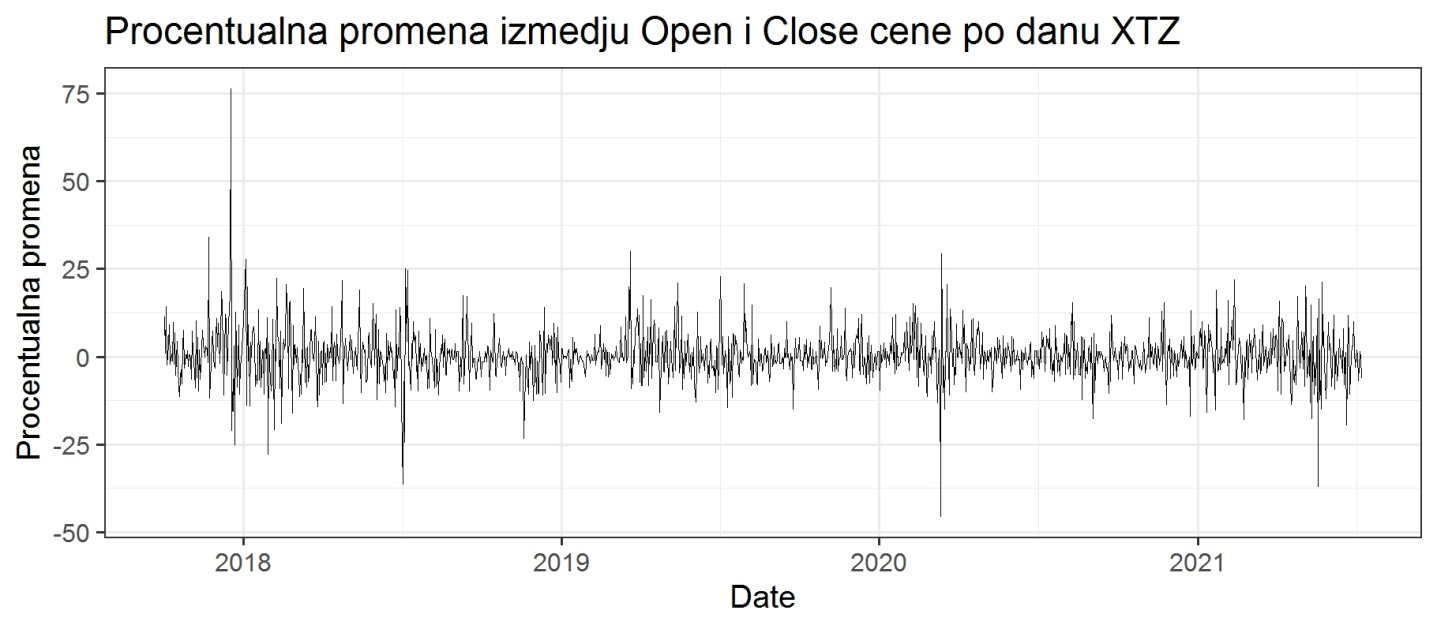 Procentualna promena izmedju Open i Close cene po danu XTZ
Procentualna promena
75
50
25
0
-25
-50
2018 2019 2020 2021
Date